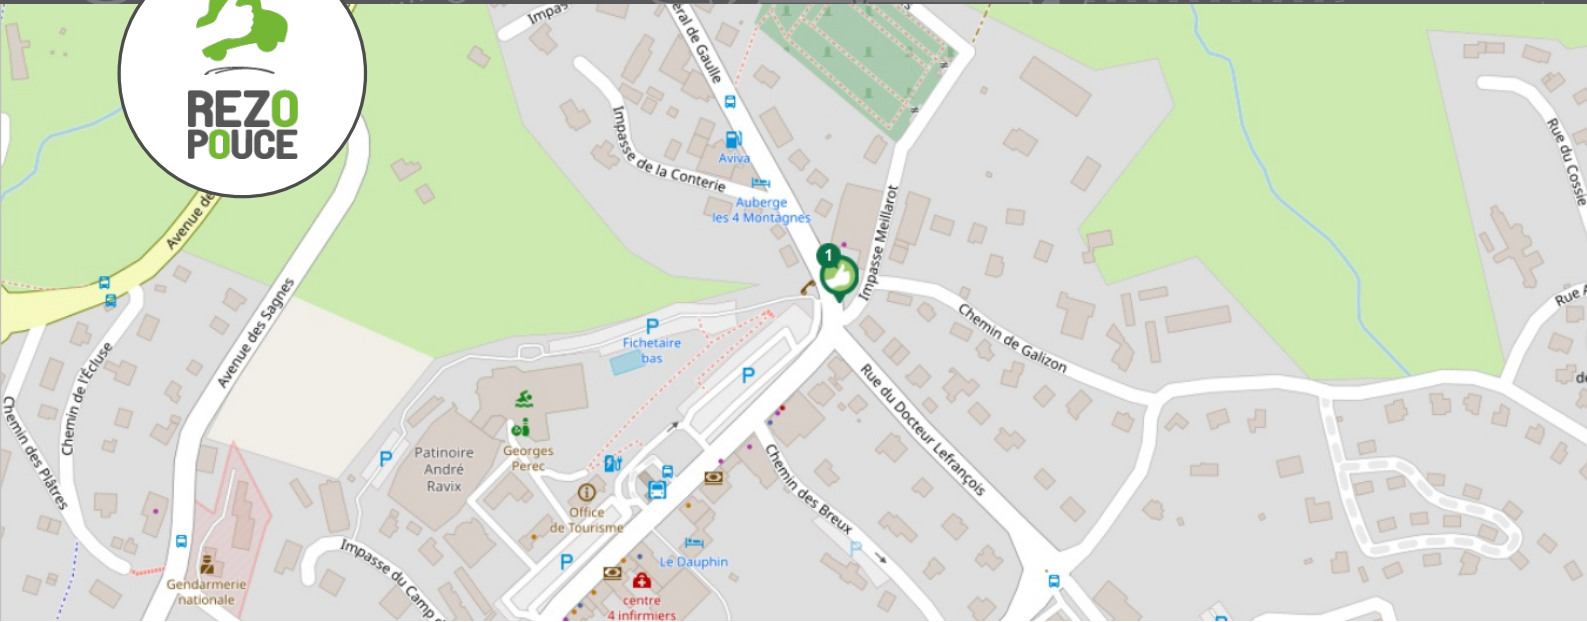 REZO
POUCE
Impas
eral de Gaulle
Impasse de la Conterie
Aviva
Auberge
les 4 Montagnes
Impasse Meillarot
1
Rue du Cossie
Rue A
Avenue de
Avenue des Sagnes
Chemin de l'Écluse
Chemin des Plâtres
P
Fichetaire
bas
P
Chemin de Galizon
Rue du Docteur Lefrançois
Georges
Perec
Patinoire
André
Ravix
P
Office
de Tourisme
Chemin des Breux
P
P
Le Dauphin
Impasse du Camp d
Gendarmerie
nationale
centre
4 infirmiers
P
de